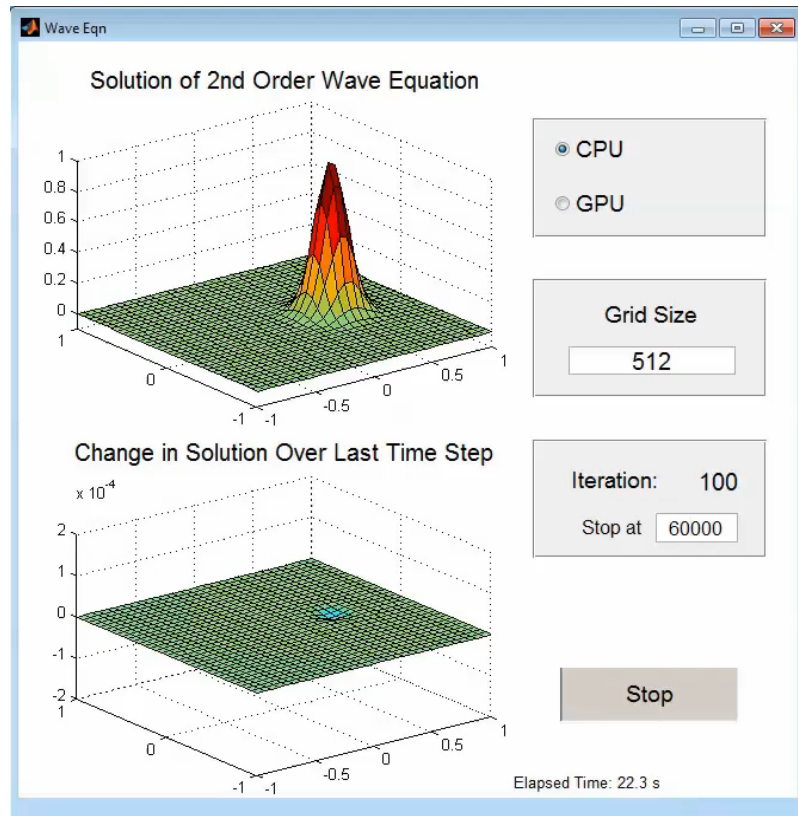 Wave Eqn
Solution of 2nd Order Wave Equation
1
0.8
0.6
0.4
0.2
0
1
0
-1
-1
-0.5
0
0.5
1
CPU
GPU
Grid Size
512
Change in Solution Over Last Time Step
x 10^-4
2
1
0
-1
-2
1
0
-1
-1
-0.5
0
0.5
1
Iteration: 100
Stop at 60000
Stop
Elapsed Time: 22.3 s